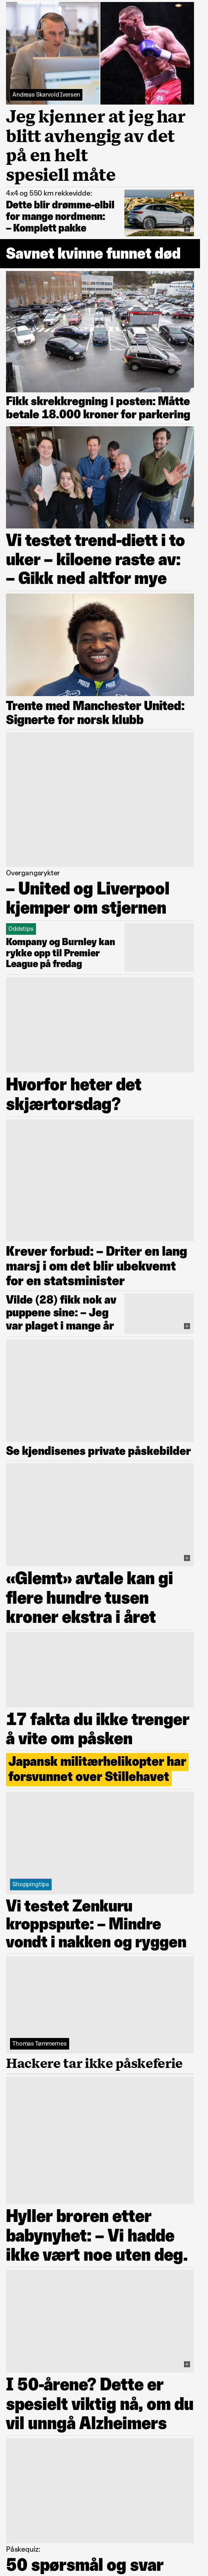 Andreas Skarvold Iversen
Jeg kjenner at jeg har
blitt avhengig av det
på en helt
spesiell måte
4x4 og 550 km rekkevidde:
Dette blir drømme-elbil
for mange nordmenn:
– Komplett pakke
Savnet kvinne funnet død
Fikk skrekkregning i posten: Måtte
betale 18.000 kroner for parkering
Vi testet trend-diett i to
uker – kiloene raste av:
– Gikk ned altfor mye
Trente med Manchester United:
Signerte for norsk klubb
Overgangsrykter
– United og Liverpool
kjemper om stjernen
Oddstips
Kompany og Burnley kan
rykke opp til Premier
League på fredag
Hvorfor heter det
skjærtorsdag?
Krever forbud: – Driter en lang
marsj i om det blir ubekvemt
for en statsminister
Vilde (28) fikk nok av
puppene sine: – Jeg
var plaget i mange år
Se kjendisenes private påskebilder
«Glemt» avtale kan gi
flere hundre tusen
kroner ekstra i året
17 fakta du ikke trenger
å vite om påsken
Japansk militærhelikopter har
forsvunnet over Stillehavet
Shoppingtips
Vi testet Zenkuru
kroppspute: – Mindre
vondt i nakken og ryggen
Thomas Tømmernes
Hackere tar ikke påskeferie
Hyller broren etter
babynyhet: – Vi hadde
ikke vært noe uten deg.
I 50-årene? Dette er
spesielt viktig nå, om du
vil unngå Alzheimers
Påskequiz:
50 spørsmål og svar